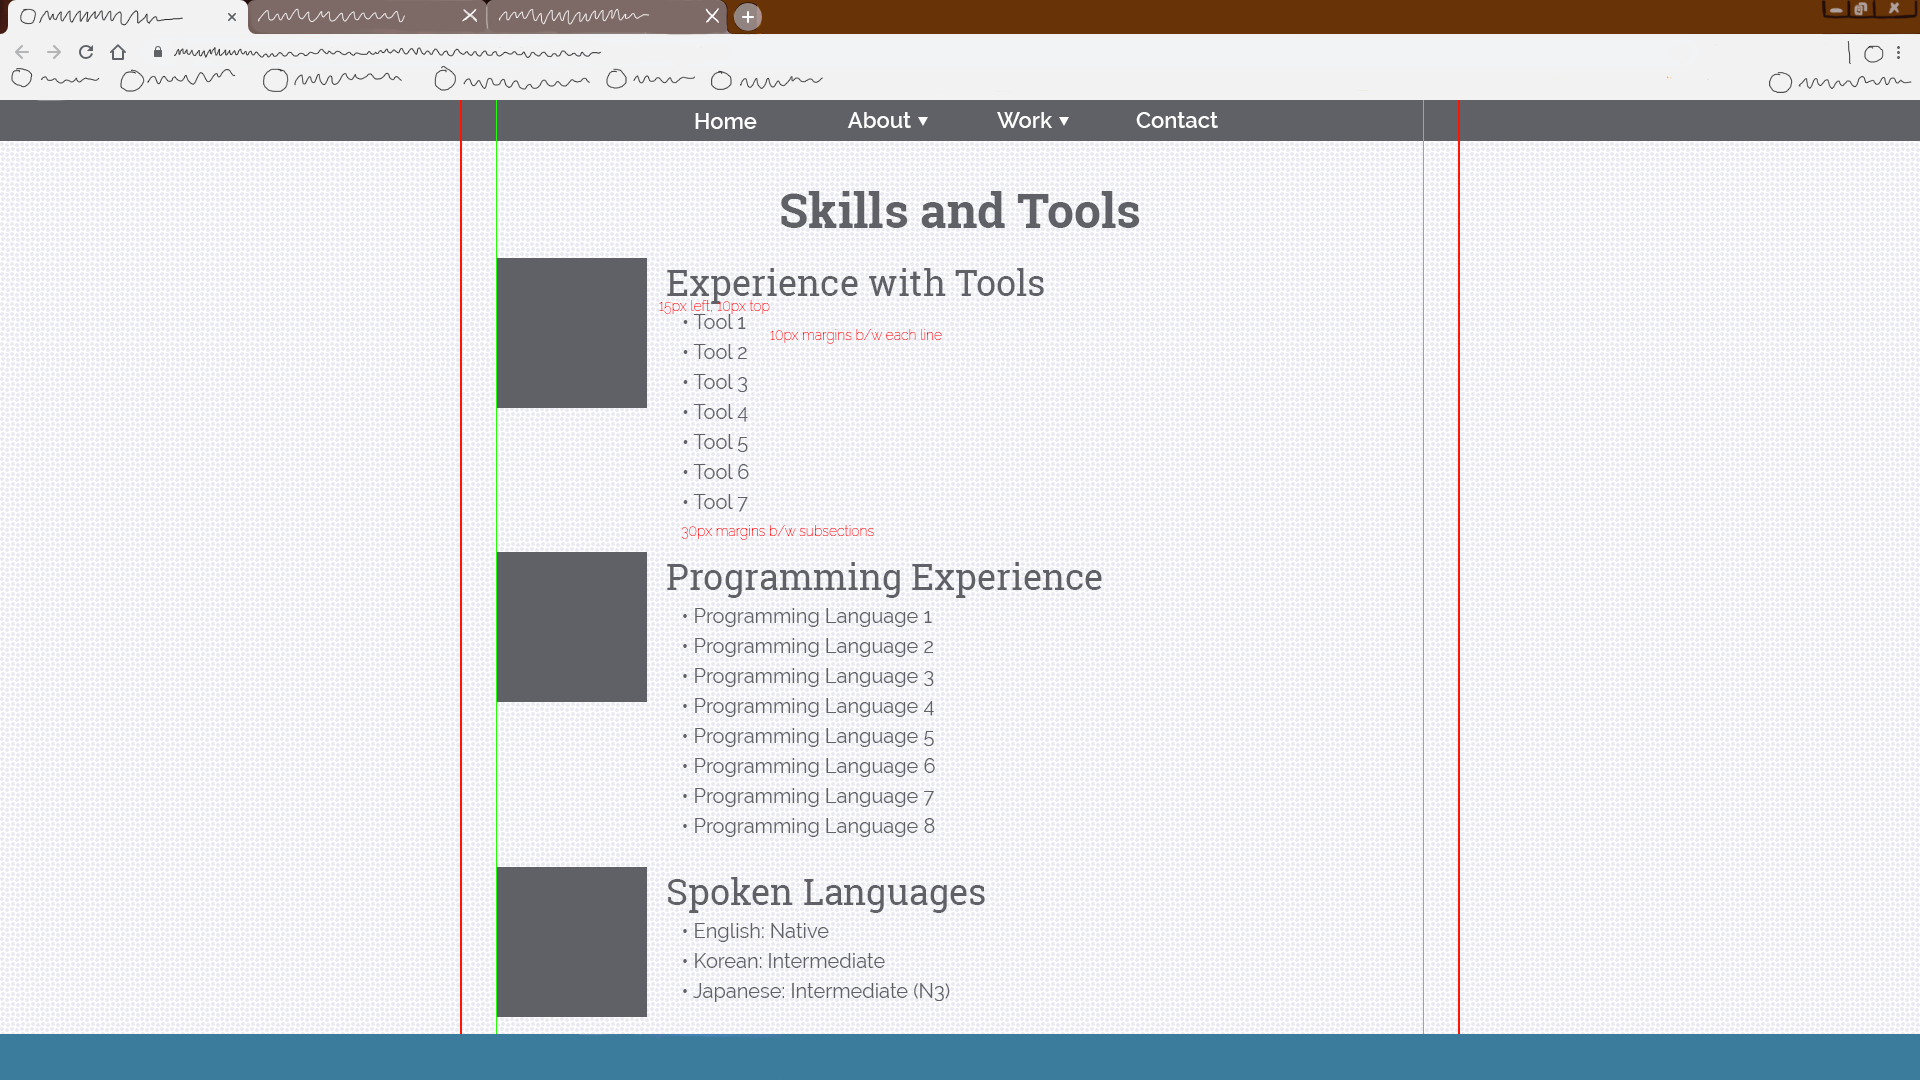 Home About ▾ Work ▾ Contact
Skills and Tools
Experience with Tools
15px left, 10px top
• Tool 1
10px margins b/w each line
• Tool 2
• Tool 3
• Tool 4
• Tool 5
• Tool 6
• Tool 7
30px margins b/w subsections
Programming Experience
• Programming Language 1
• Programming Language 2
• Programming Language 3
• Programming Language 4
• Programming Language 5
• Programming Language 6
• Programming Language 7
• Programming Language 8
Spoken Languages
• English: Native
• Korean: Intermediate
• Japanese: Intermediate (N3)